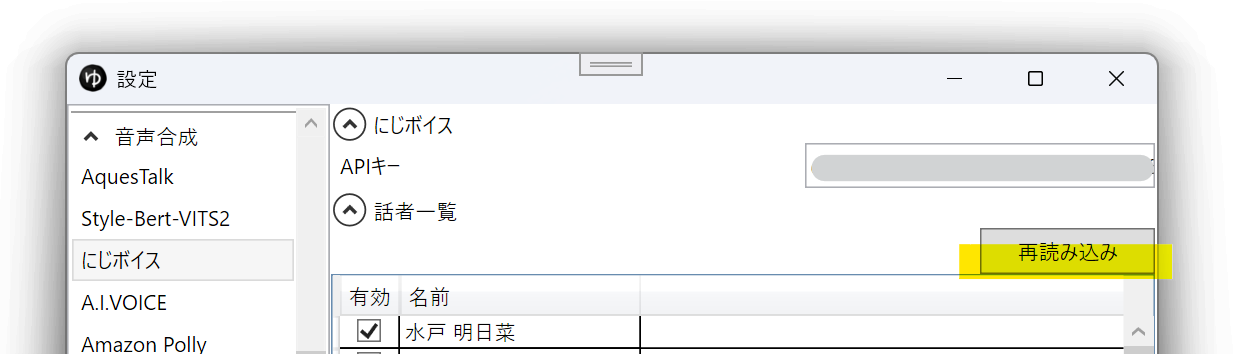 ゆ 設定
音声合成
AquesTalk
Style-Bert-VITS2
にじボイス
A.I.VOICE
Amazon Polly
にじボイス
APIキー
話者一覧
再読み込み
有効 名前
水戸 明日菜